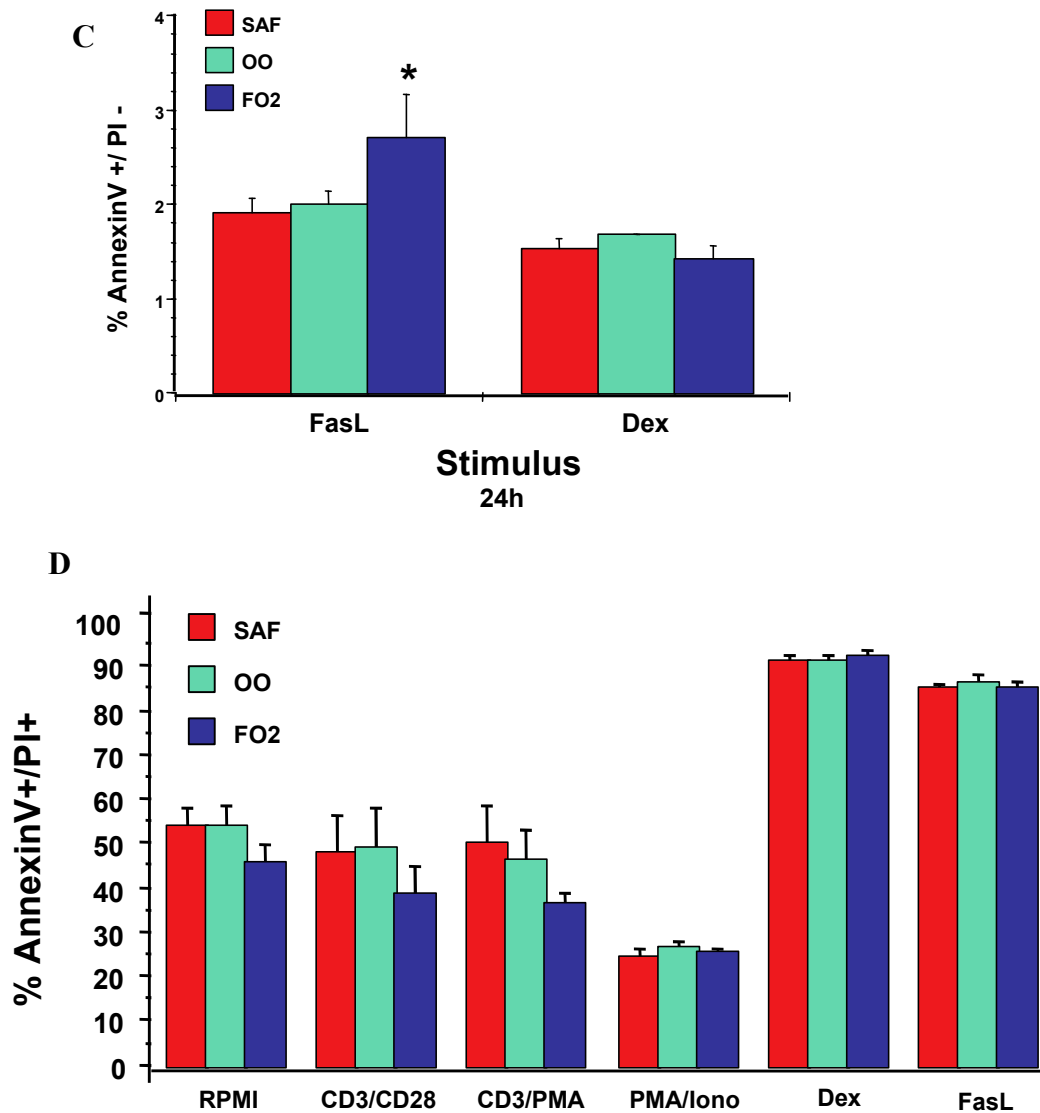 C
SAF
OO
FO2
*
4
3
2
1
0
% AnnexinV +/ PI -
FasL Dex
Stimulus
24h
D
SAF
OO
FO2
100
90
80
70
60
50
40
30
20
10
0
% AnnexinV+/PI+
RPMI CD3/CD28 CD3/PMA PMA/Iono Dex FasL